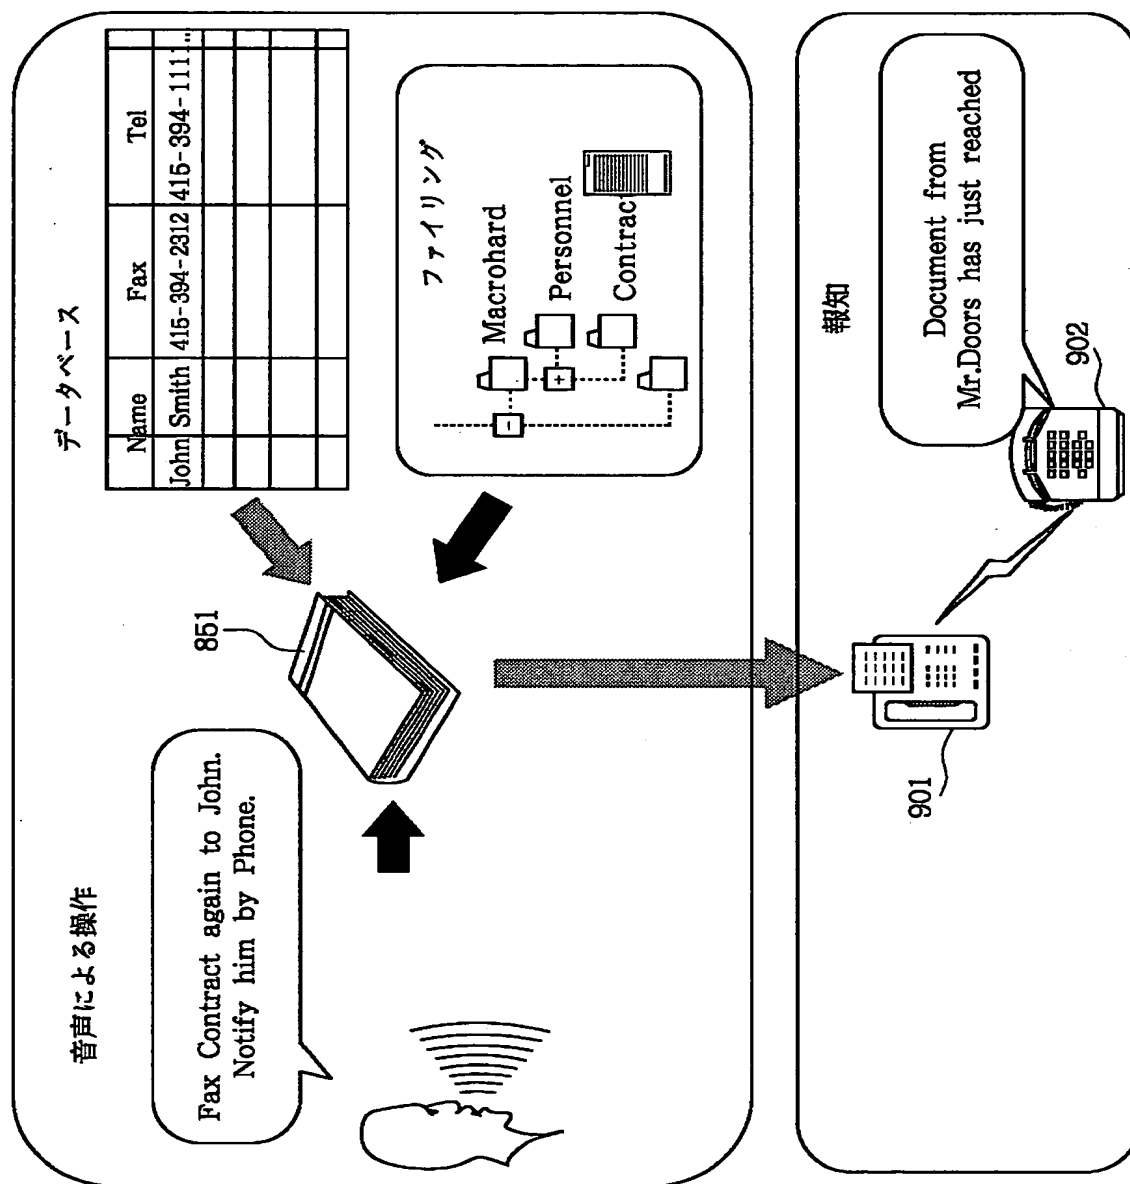 音声による操作
Fax Contract again to John.
Notify him by Phone.
851
データベース
Name Fax Tel
John Smith 415-394-2312 415-394-1111...
ファイリング
Macrohard
Personnel
Contract
報知
901
902
Document from
Mr.Doors has just reached